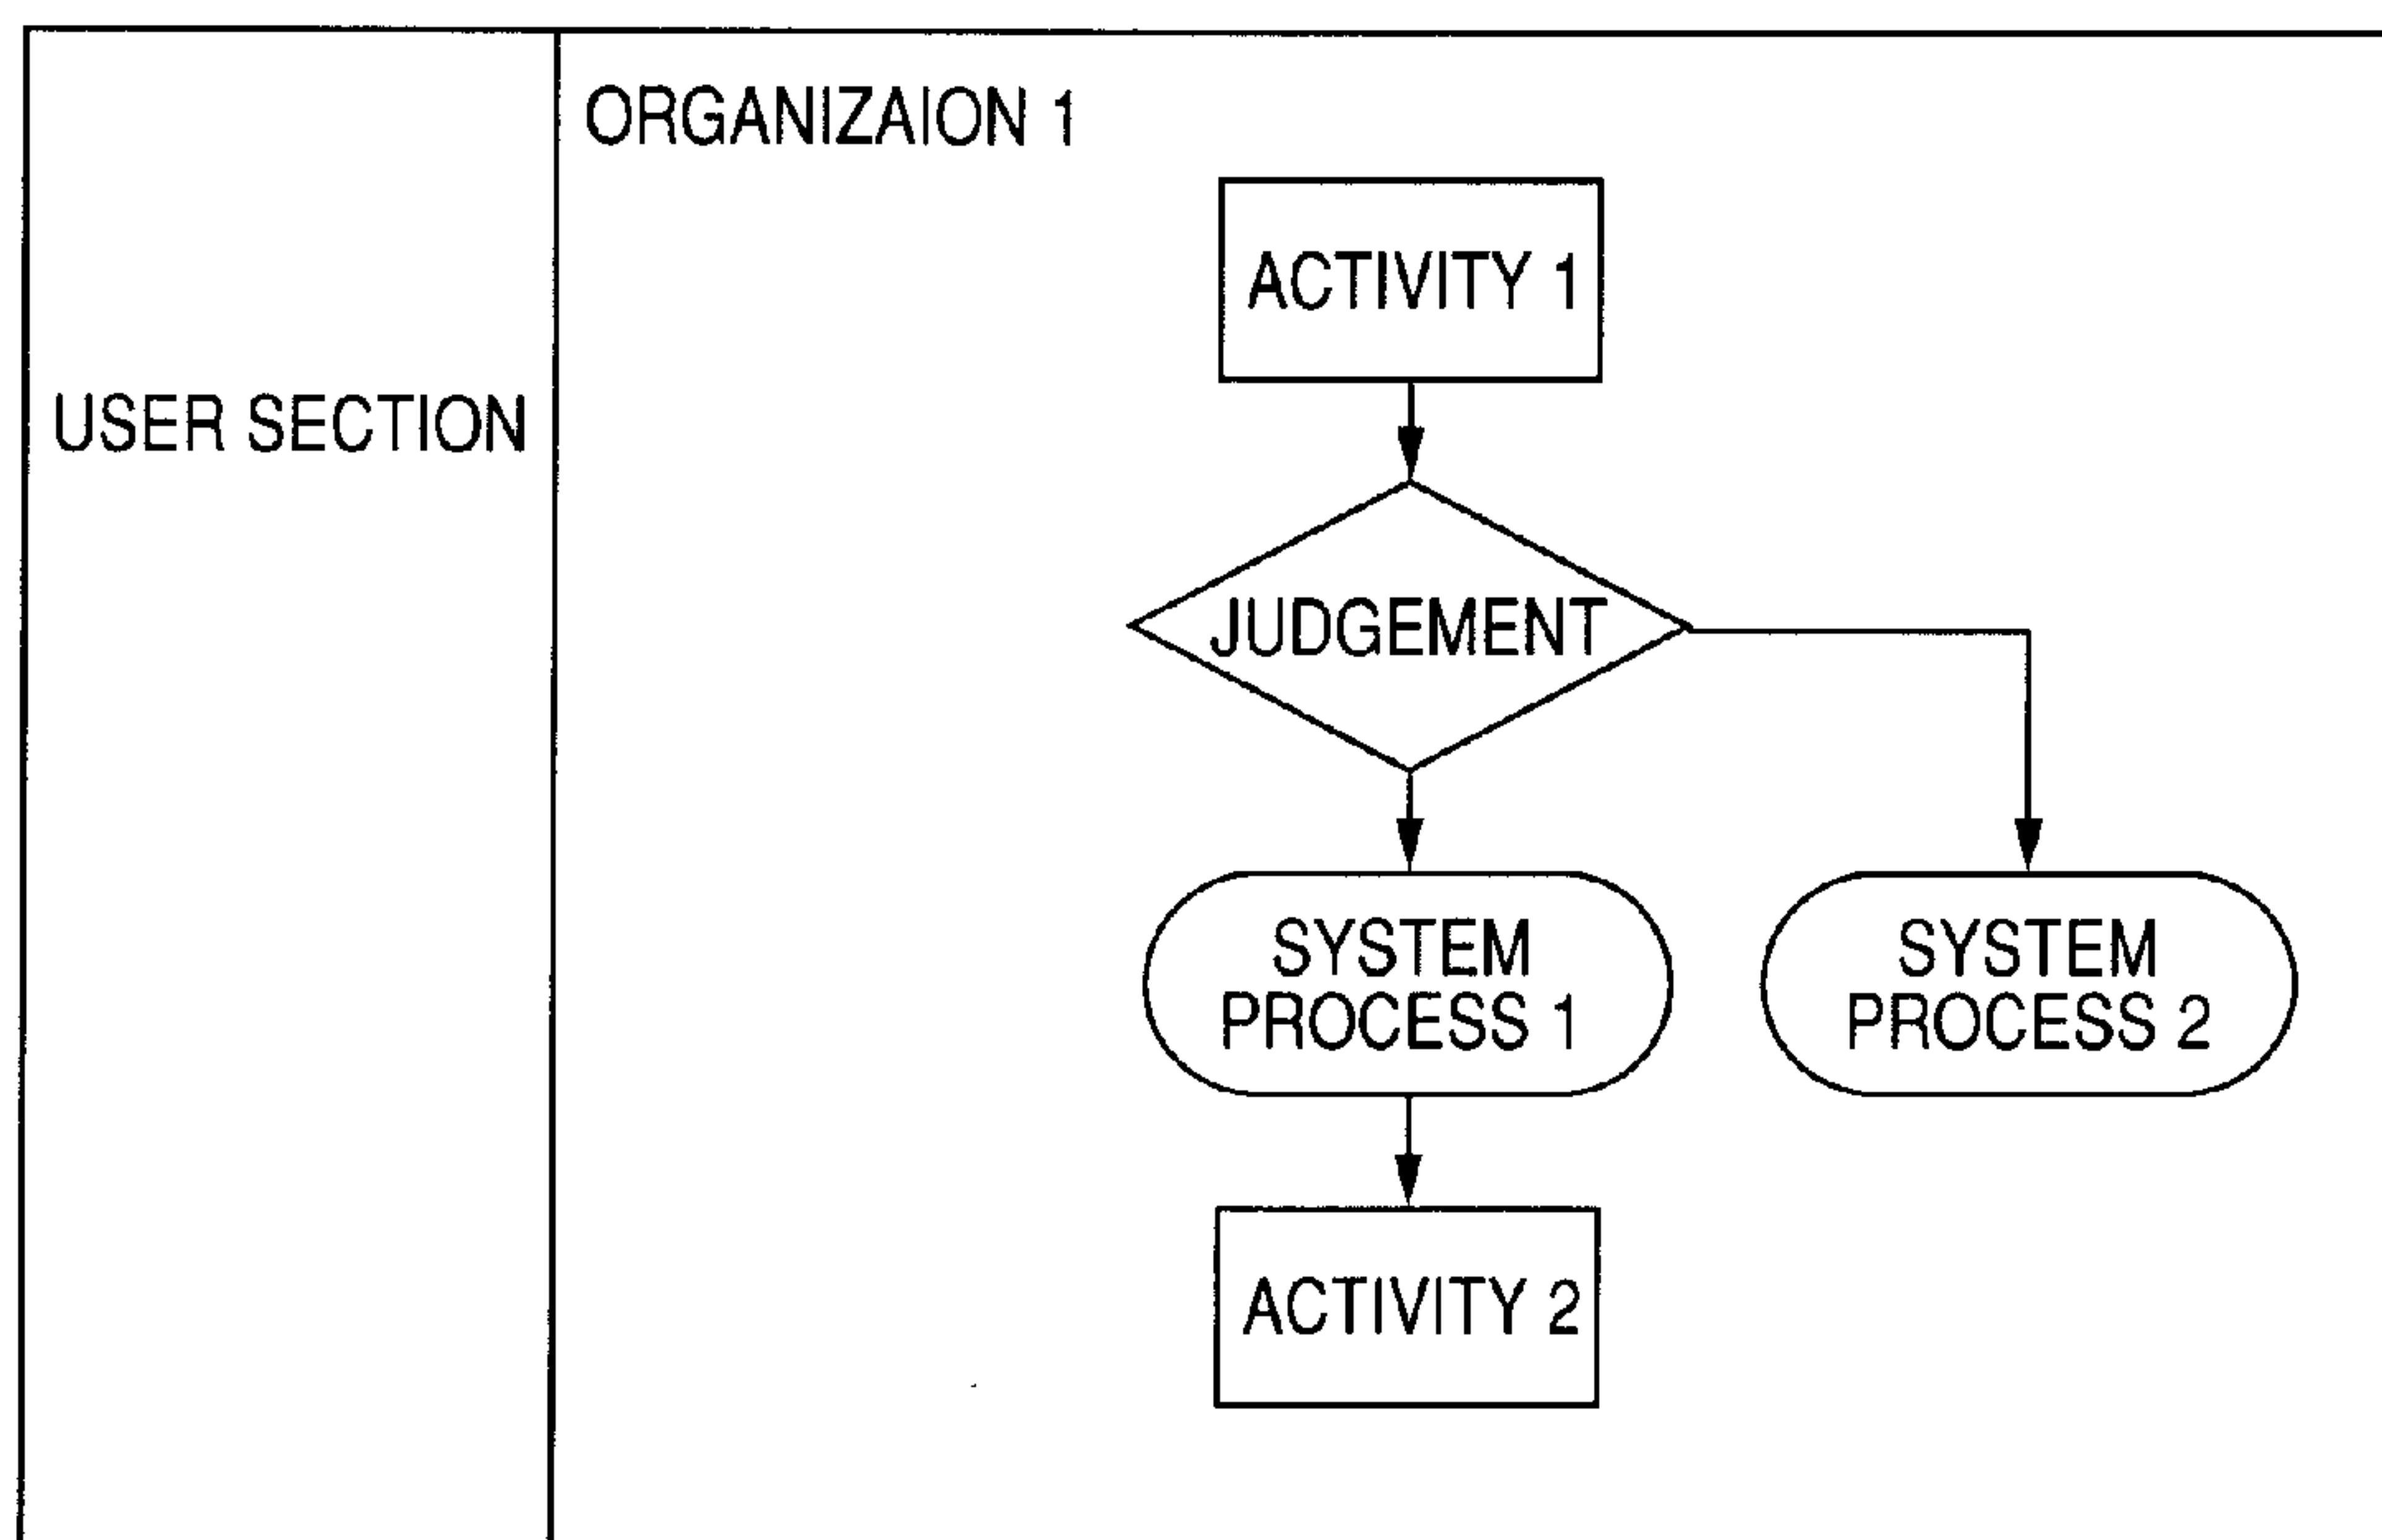 ORGANIZAION 1
ACTIVITY 1
USER SECTION
JUDGEMENT
SYSTEM
PROCESS 1
SYSTEM
PROCESS 2
ACTIVITY 2